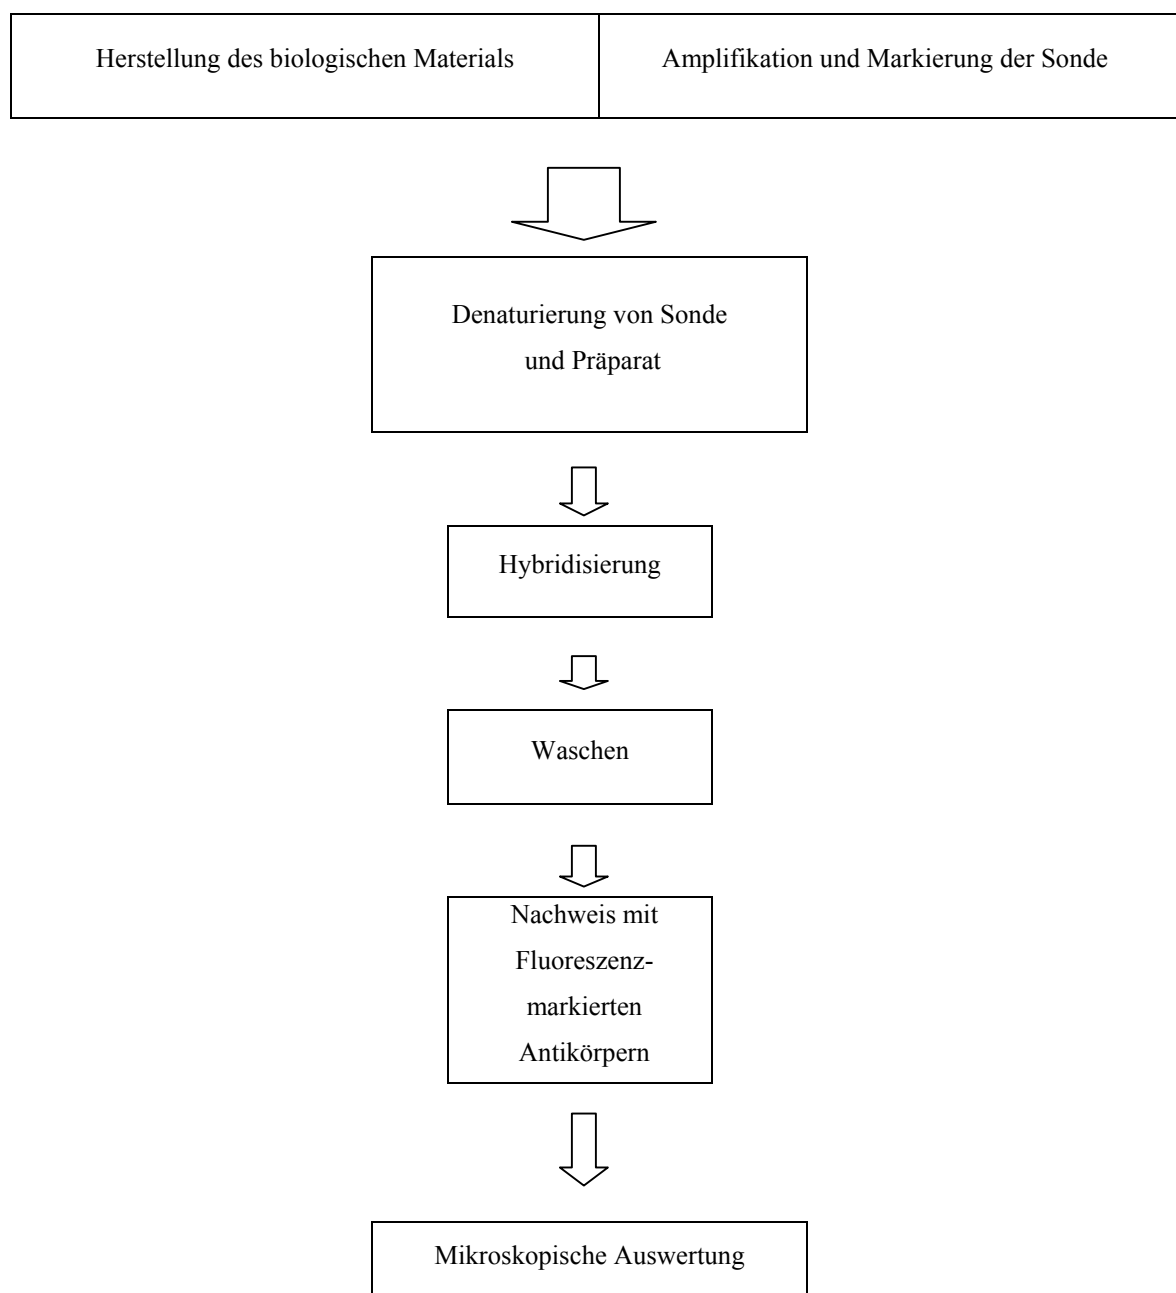 Herstellung des biologischen Materials
Amplifikation und Markierung der Sonde
Denaturierung von Sonde
und Präparat
Hybridisierung
Waschen
Nachweis mit
Fluoreszenz-
markierten
Antikörpern
Mikroskopische Auswertung